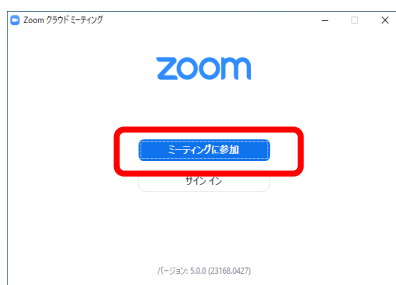 Zoom クラウド ミーティング
zoom
ミーティングに参加
サイン イン
バージョン: 5.0.0 (23168.0427)